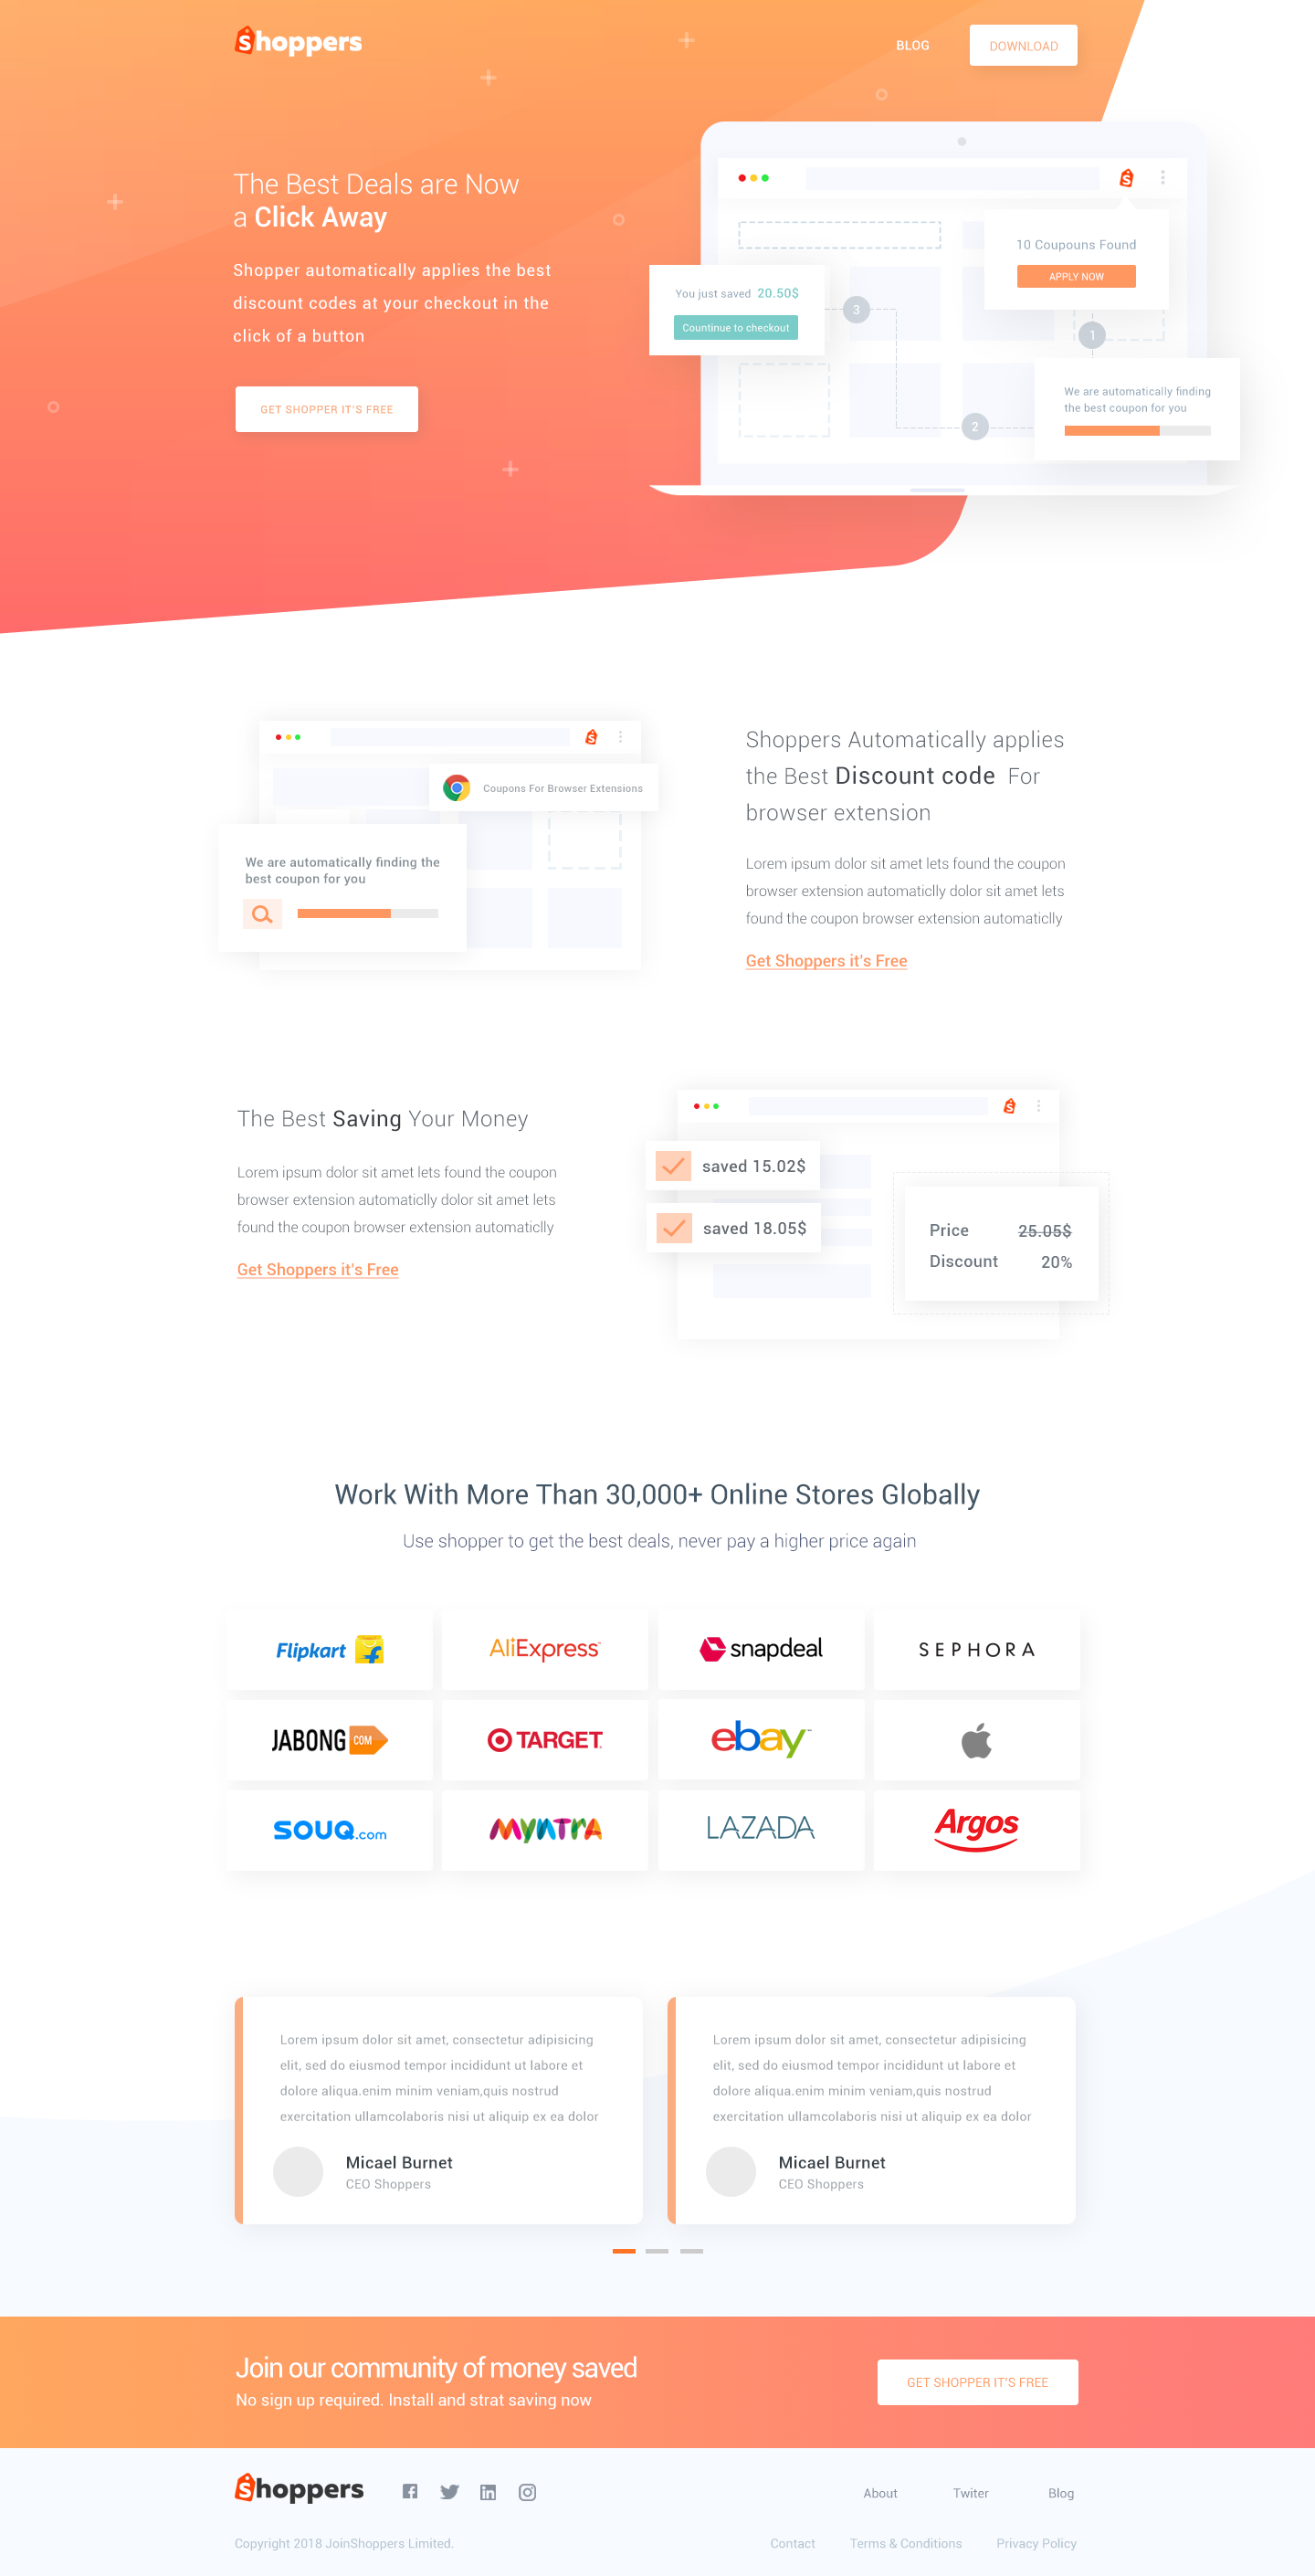 Shoppers
BLOG
DOWNLOAD
The Best Deals are Now
a Click Away
Shopper automatically applies the best
discount codes at your checkout in the
click of a button
GET SHOPPER IT'S FREE
10 Coupouns Found
APPLY NOW
You just saved 20.50$
Countinue to checkout
3
1
We are automatically finding
the best coupon for you
2
Coupons For Browser Extensions
We are automatically finding the
best coupon for you
Shoppers Automatically applies
the Best Discount code For
browser extension
Lorem ipsum dolor sit amet lets found the coupon
browser extension automaticlly dolor sit amet lets
found the coupon browser extension automaticlly
Get Shoppers it's Free
The Best Saving Your Money
Lorem ipsum dolor sit amet lets found the coupon
browser extension automaticlly dolor sit amet lets
found the coupon browser extension automaticlly
Get Shoppers it's Free
saved 15.02$
saved 18.05$
Price 25.05$
Discount 20%
Work With More Than 30,000+ Online Stores Globally
Use shopper to get the best deals, never pay a higher price again
Flipkart
AliExpress
snapdeal
SEPHORA
JABONG COM
TARGET
ebay™
souq.com
Myntra
LAZADA
Argos
Lorem ipsum dolor sit amet, consectetur adipisicing
elit, sed do eiusmod tempor incididunt ut labore et
dolore aliqua.enim minim veniam,quis nostrud
exercitation ullamcolaboris nisi ut aliquip ex ea dolor
Micael Burnet
CEO Shoppers
Lorem ipsum dolor sit amet, consectetur adipisicing
elit, sed do eiusmod tempor incididunt ut labore et
dolore aliqua.enim minim veniam,quis nostrud
exercitation ullamcolaboris nisi ut aliquip ex ea dolor
Micael Burnet
CEO Shoppers
Join our community of money saved
No sign up required. Install and strat saving now
GET SHOPPER IT'S FREE
Shoppers
About
Twiter
Blog
Copyright 2018 JoinShoppers Limited.
Contact
Terms & Conditions
Privacy Policy